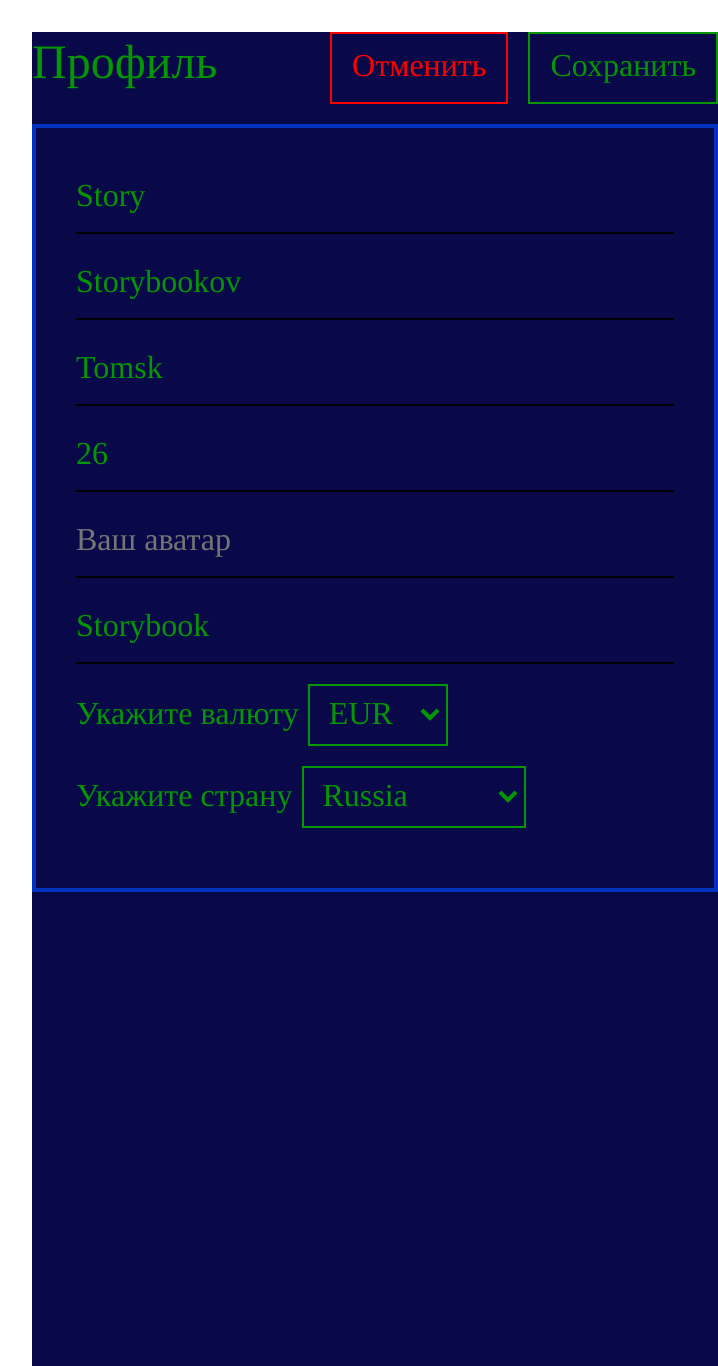 Профиль Отменить Сохранить
Story
Storybookov
Tomsk
26
Ваш аватар
Storybook
Укажите валюту EUR
Укажите страну Russia